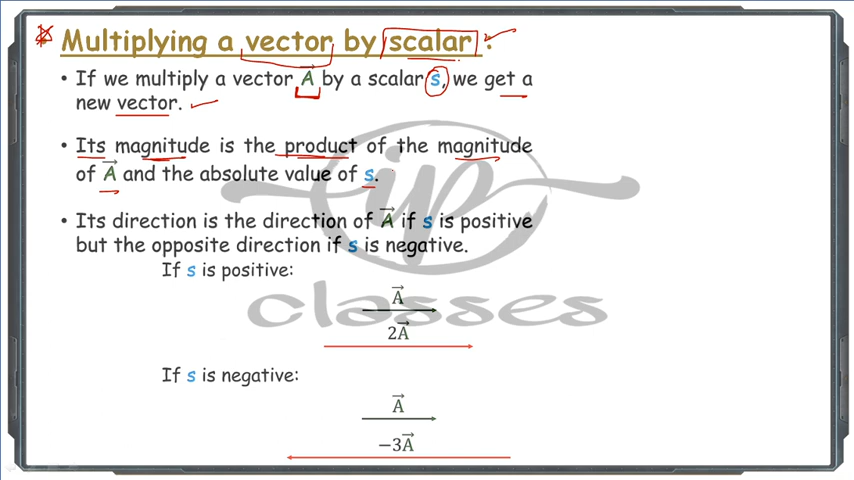 Multiplying a vector by scalar :
• If we multiply a vector A⃗ by a scalar s, we get a
new vector.
• Its magnitude is the product of the magnitude
of A⃗ and the absolute value of s.
• Its direction is the direction of A⃗ if s is positive
but the opposite direction if s is negative.
If s is positive:
A⃗
2A⃗
If s is negative:
A⃗
−3A⃗
ip
classes